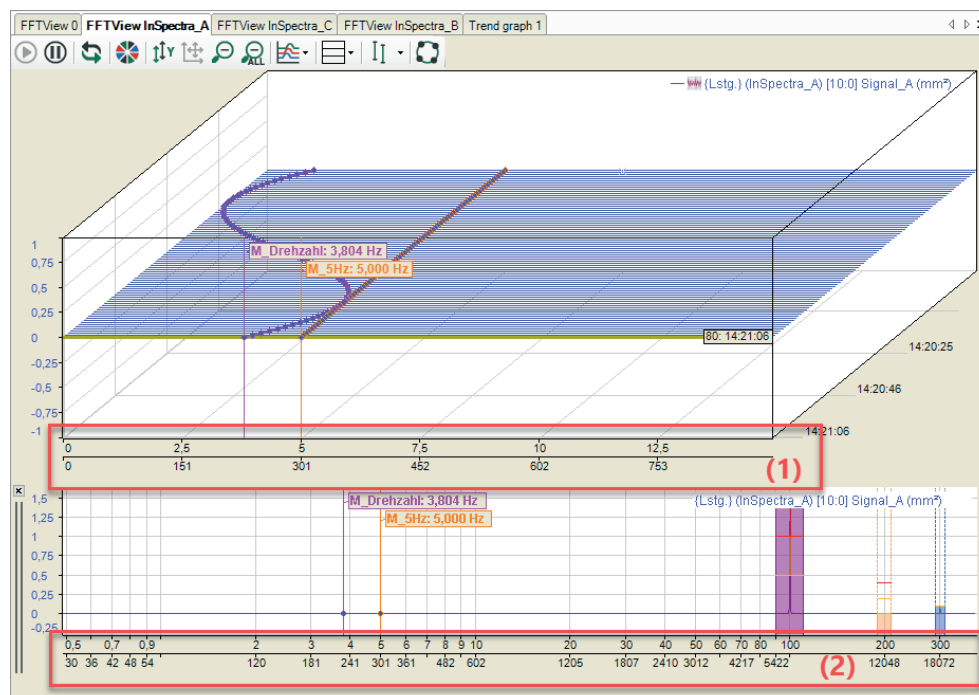 FFTView 0 FFTView InSpectra_A FFTView InSpectra_C FFTView InSpectra_B Trend graph 1
Y ALL
{Lstg.} (InSpectra_A) [10:0] Signal_A (mm²)
1
0,75
0,5
0,25
0
-0,25
-0,5
-0,75
-1
M_Drehzahl: 3,804 Hz
M_5Hz: 5,000 Hz
80: 14:21:06
14:20:25
14:20:46
14:21:06
0 2,5 5 7,5 10 12,5
0 151 301 452 602 753
(1)
1,5
1,25
1
0,75
0,5
0,25
0
-0,25
M_Drehzahl: 3,804 Hz
M_5Hz: 5,000 Hz
{Lstg.} (InSpectra_A) [10:0] Signal_A (mm²)
0,5 0,7 0,9 2 3 4 5 6 7 8 9 10 20 30 40 50 60 70 80 100 200 300
30 36 42 48 54 120 181 241 301 361 482 602 1205 1807 2410 3012 4217 5422 12048 18072
(2)